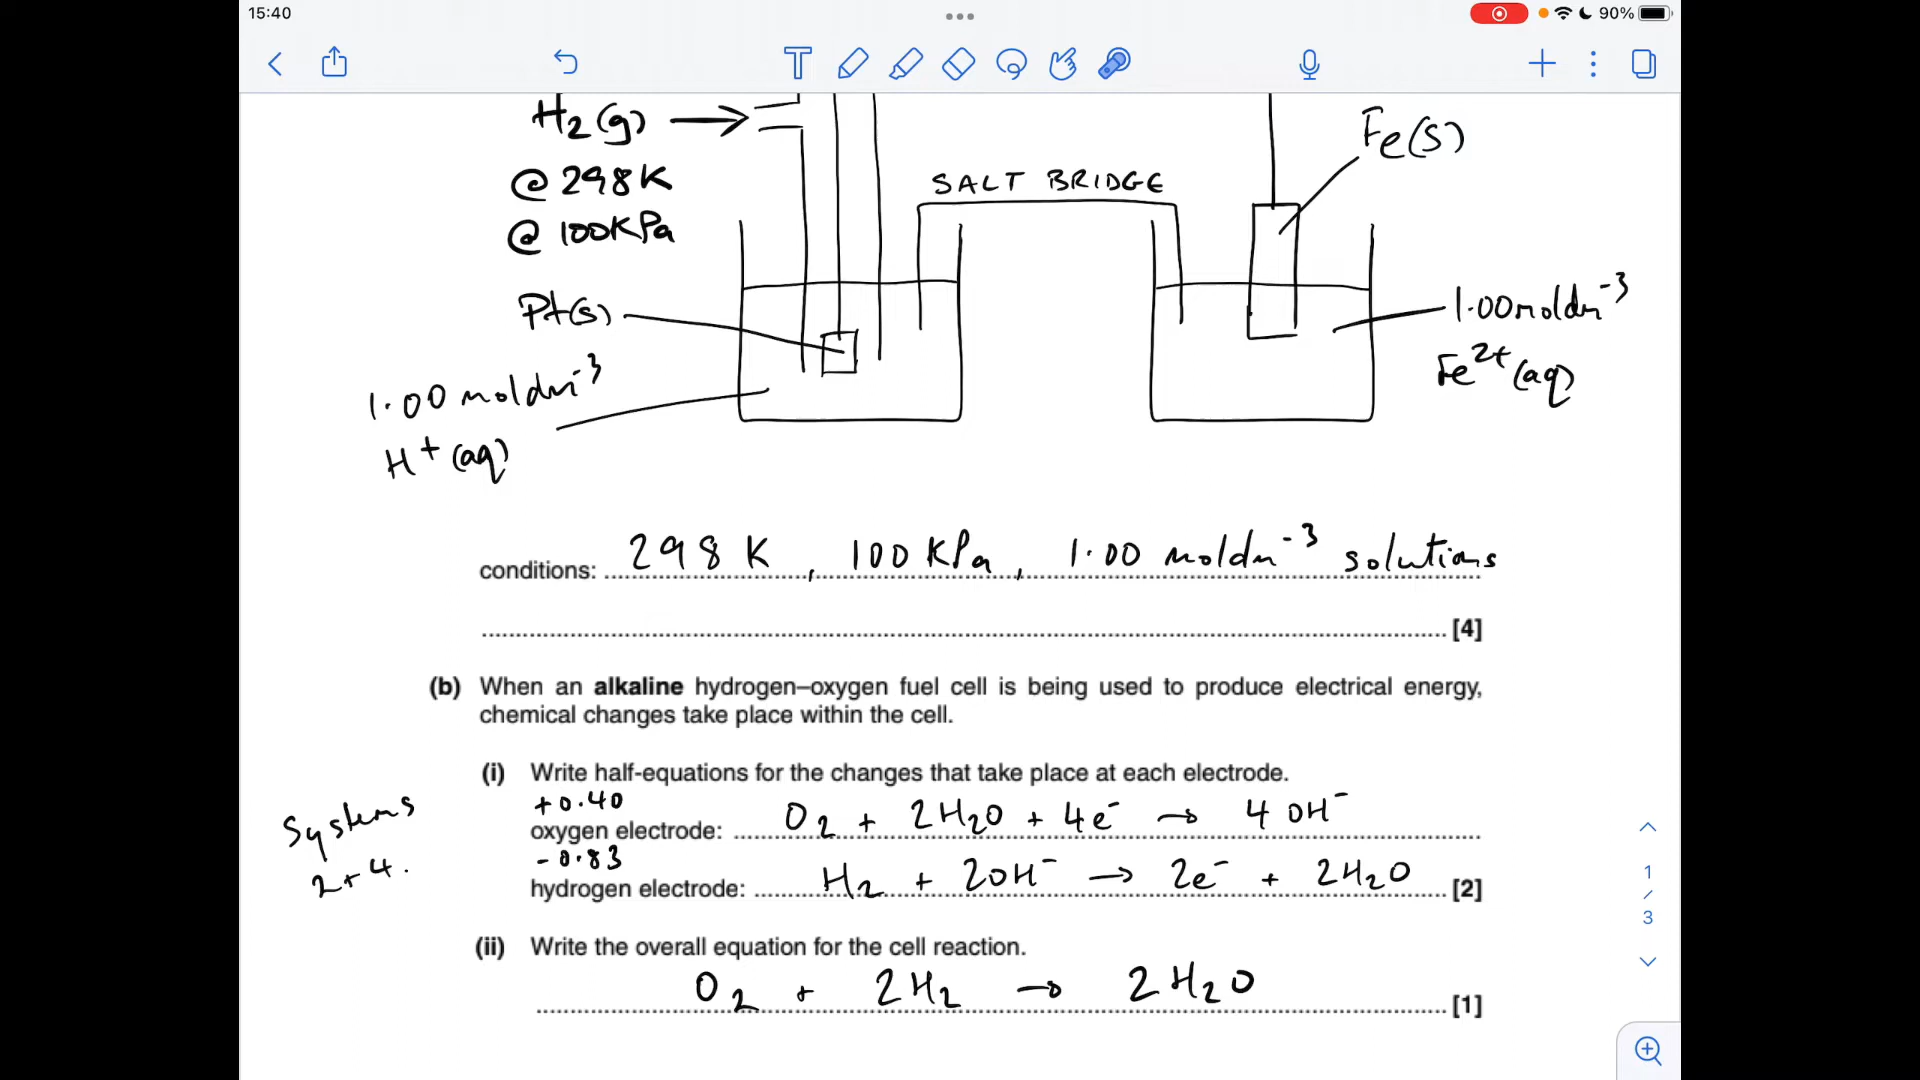 15:40
90%
H2(g)
@ 298K
@ 100KPa
SALT BRIDGE
Fe(s)
Pt(s)
1.00moldm⁻³
Fe²⁺(aq)
1.00 moldm⁻³
H⁺(aq)
conditions: 298 K, 100 KPa, 1.00 moldm⁻³ solutions
[4]
(b) When an alkaline hydrogen–oxygen fuel cell is being used to produce electrical energy,
chemical changes take place within the cell.
(i) Write half-equations for the changes that take place at each electrode.
Systems
2+4.
+0.40
oxygen electrode: O2 + 2H2O + 4e⁻ → 4OH⁻
-0.83
hydrogen electrode: H2 + 2OH⁻ → 2e⁻ + 2H2O [2]
(ii) Write the overall equation for the cell reaction.
O2 + 2H2 → 2H2O [1]
1
/
3